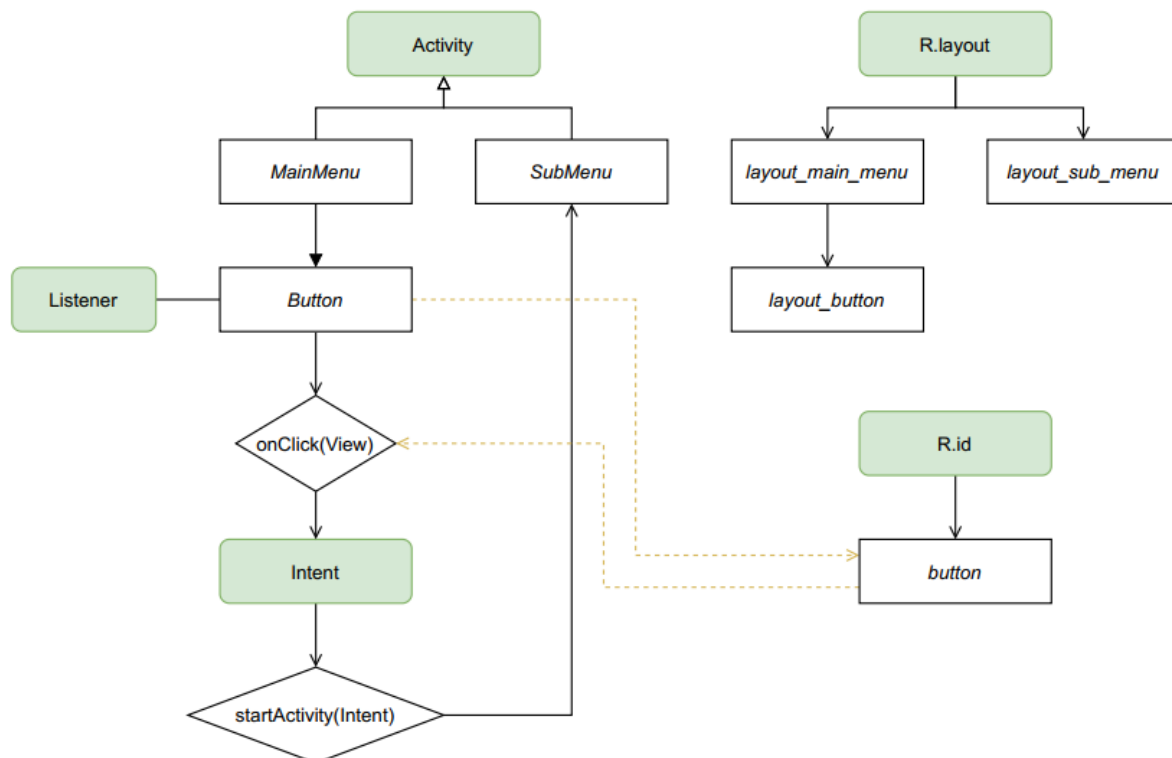 Activity
R.layout
MainMenu
SubMenu
layout_main_menu
layout_sub_menu
Listener
Button
layout_button
onClick(View)
R.id
Intent
button
startActivity(Intent)